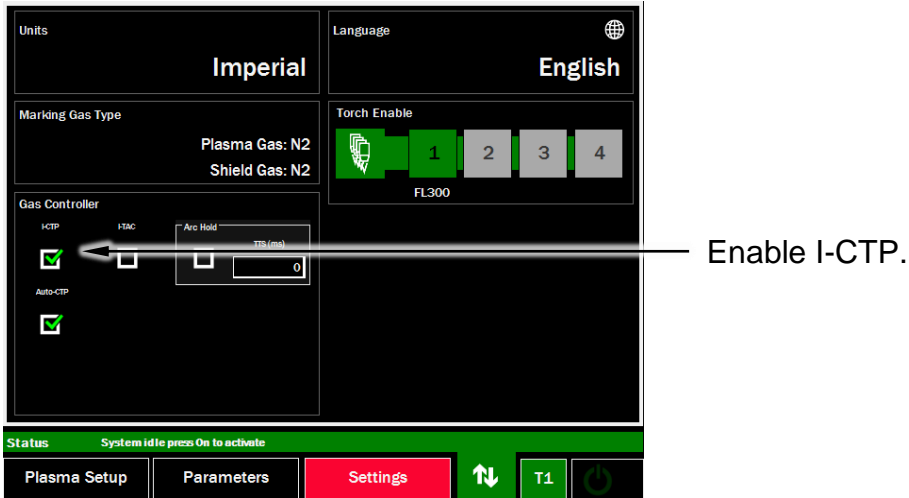 Units
Imperial
Language
English
Marking Gas Type
Plasma Gas: N2
Shield Gas: N2
Torch Enable
1 2 3 4
FL300
Gas Controller
I-CTP I-TAC Arc Hold
TTS (ms)
0
Auto-CTP
Enable I-CTP.
Status System idle press On to activate
Plasma Setup Parameters Settings T1